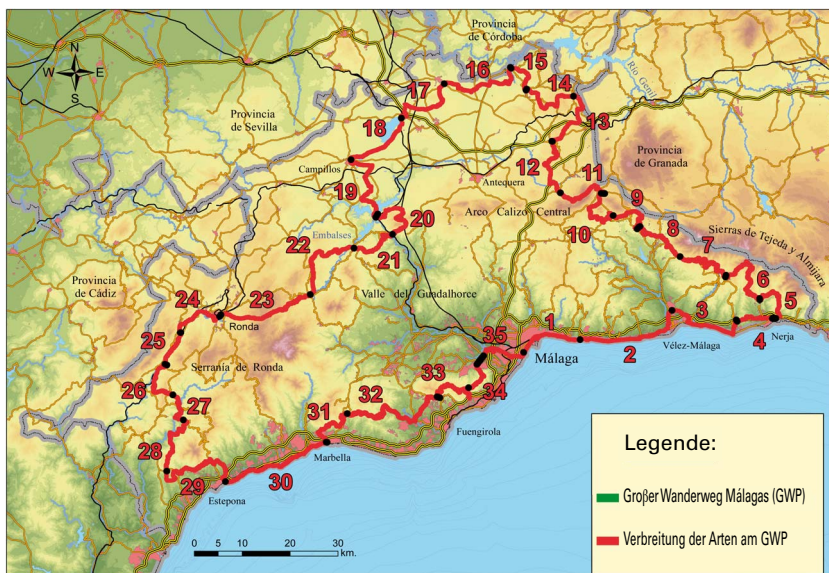 Provincia
de Córdoba
Río Genil
N
W E
S
Provincia
de Sevilla
15
16
17
14
18
13
Provincia
de Granada
12
Campillos
Antequera
11
19
9
Arco Calizo Central
20
10
8
Sierras de Tejeda y Almijara
Embalses
22
21
7
Provincia
de Cádiz
6
24
23
Valle del Guadalhorce
5
Ronda
1
3
4
Nerja
25
35
Málaga
2
Vélez-Málaga
Serranía de Ronda
26
33
34
32
27
31
Fuengirola
28
Marbella
29
30
Estepona
Legende:
Großer Wanderweg Málagas (GWP)
Verbreitung der Arten am GWP
0 5 10 20 30
km.